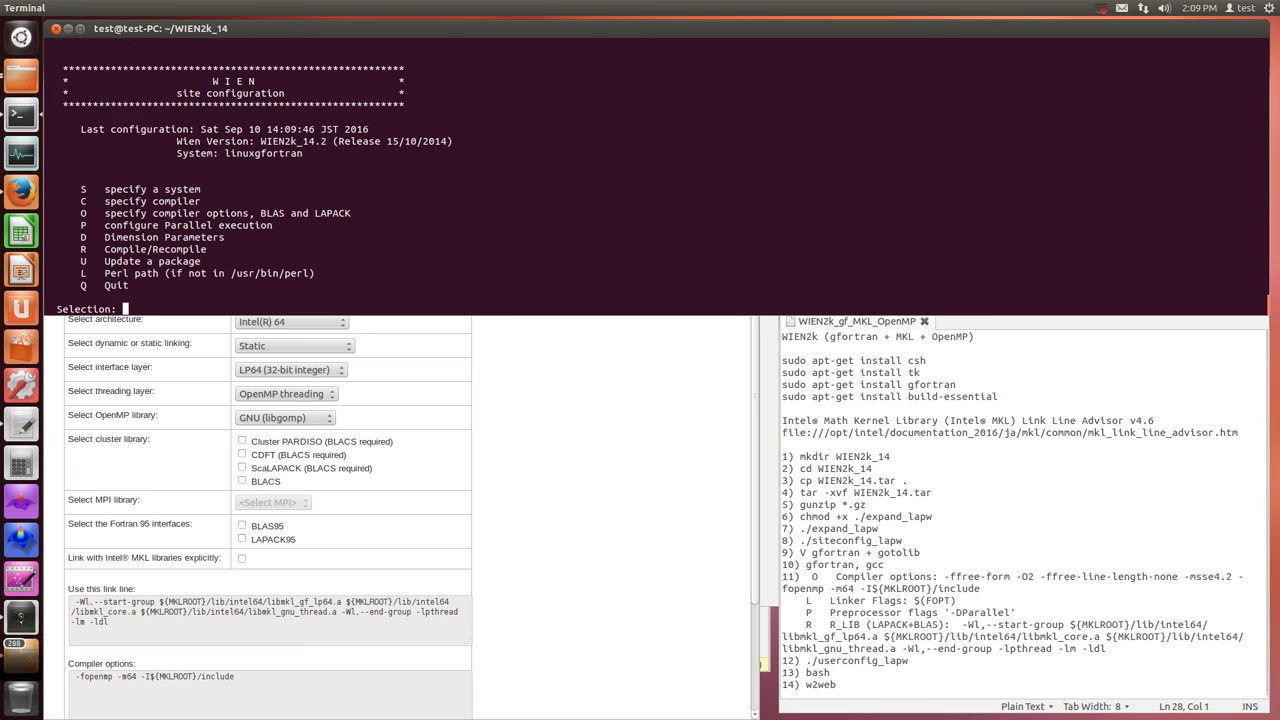 Terminal
2:09 PM
test
test@test-PC: ~/WIEN2k_14
*********************************************************
* W I E N *
* site configuration *
*********************************************************
Last configuration: Sat Sep 10 14:09:46 JST 2016
Wien Version: WIEN2k_14.2 (Release 15/10/2014)
System: linuxgfortran
S specify a system
C specify compiler
O specify compiler options, BLAS and LAPACK
P configure Parallel execution
D Dimension Parameters
R Compile/Recompile
U Update a package
L Perl path (if not in /usr/bin/perl)
Q Quit
Selection:
Select architecture: Intel(R) 64
Select dynamic or static linking: Static
Select interface layer: LP64 (32-bit integer)
Select threading layer: OpenMP threading
Select OpenMP library: GNU (libgomp)
Select cluster library: Cluster PARDISO (BLACS required)
CDFT (BLACS required)
ScaLAPACK (BLACS required)
BLACS
Select MPI library: <Select MPI>
Select the Fortran 95 interfaces: BLAS95
LAPACK95
Link with Intel® MKL libraries explicitly:
Use this link line:
-Wl,--start-group ${MKLROOT}/lib/intel64/libmkl_gf_lp64.a ${MKLROOT}/lib/intel64
/libmkl_core.a ${MKLROOT}/lib/intel64/libmkl_gnu_thread.a -Wl,--end-group -lpthread
-lm -ldl
Compiler options:
-fopenmp -m64 -I${MKLROOT}/include
WIEN2k_gf_MKL_OpenMP
WIEN2k (gfortran + MKL + OpenMP)
sudo apt-get install csh
sudo apt-get install tk
sudo apt-get install gfortran
sudo apt-get install build-essential
Intel® Math Kernel Library (Intel® MKL) Link Line Advisor v4.6
file:///opt/intel/documentation_2016/ja/mkl/common/mkl_link_line_advisor.htm
1) mkdir WIEN2k_14
2) cd WIEN2k_14
3) cp WIEN2k_14.tar .
4) tar -xvf WIEN2k_14.tar
5) gunzip *.gz
6) chmod +x ./expand_lapw
7) ./expand_lapw
8) ./siteconfig_lapw
9) V gfortran + gotolib
10) gfortran, gcc
11) O Compiler options: -ffree-form -O2 -ffree-line-length-none -msse4.2 -
fopenmp -m64 -I${MKLROOT}/include
L Linker Flags: $(FOPT)
P Preprocessor flags '-DParallel'
R R_LIB (LAPACK+BLAS): -Wl,--start-group ${MKLROOT}/lib/intel64/
libmkl_gf_lp64.a ${MKLROOT}/lib/intel64/libmkl_core.a ${MKLROOT}/lib/intel64/
libmkl_gnu_thread.a -Wl,--end-group -lpthread -lm -ldl
12) ./userconfig_lapw
13) bash
14) w2web
288
Plain Text Tab Width: 8 Ln 28, Col 1 INS